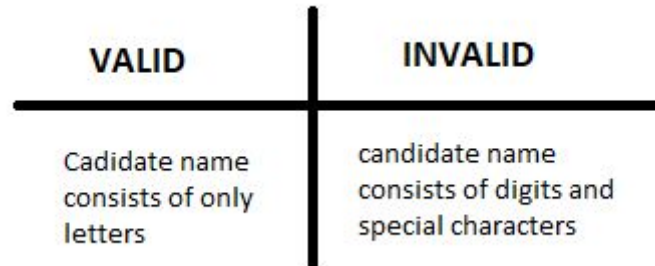 VALID
INVALID
Cadidate name
consists of only
letters
candidate name
consists of digits and
special characters